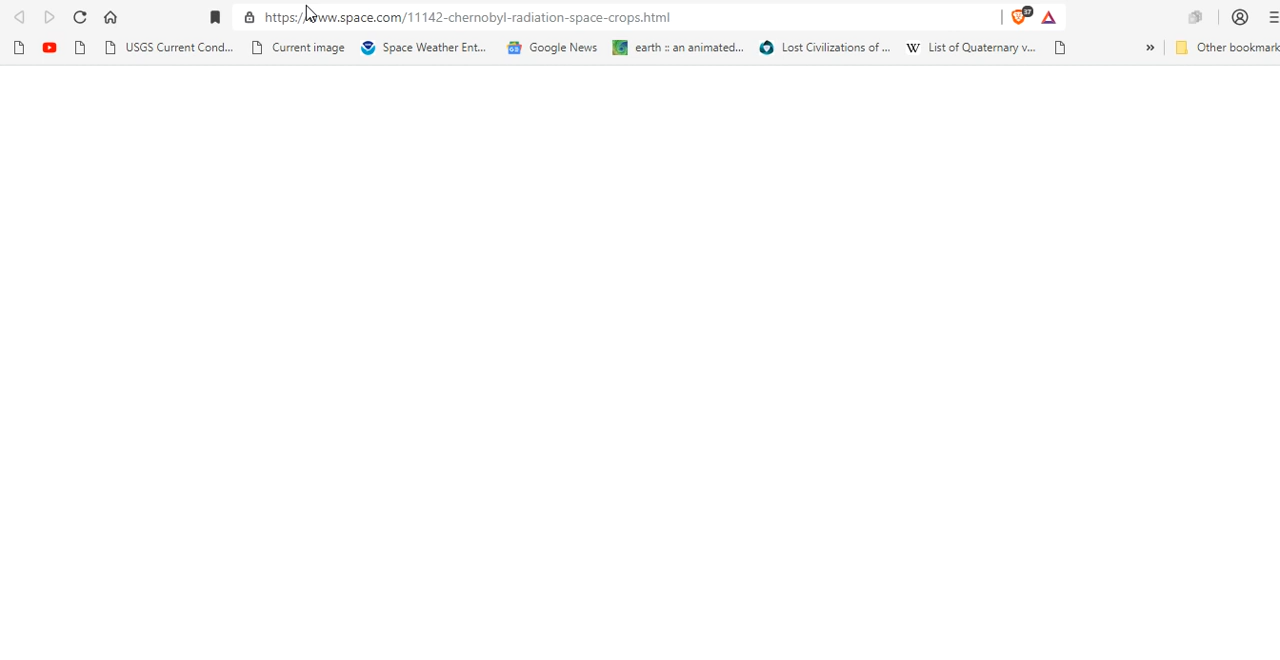 https://www.space.com/11142-chernobyl-radiation-space-crops.html
37
USGS Current Cond... Current image Space Weather Ent... Google News earth :: an animated... Lost Civilizations of ... W List of Quaternary v... » Other bookmark